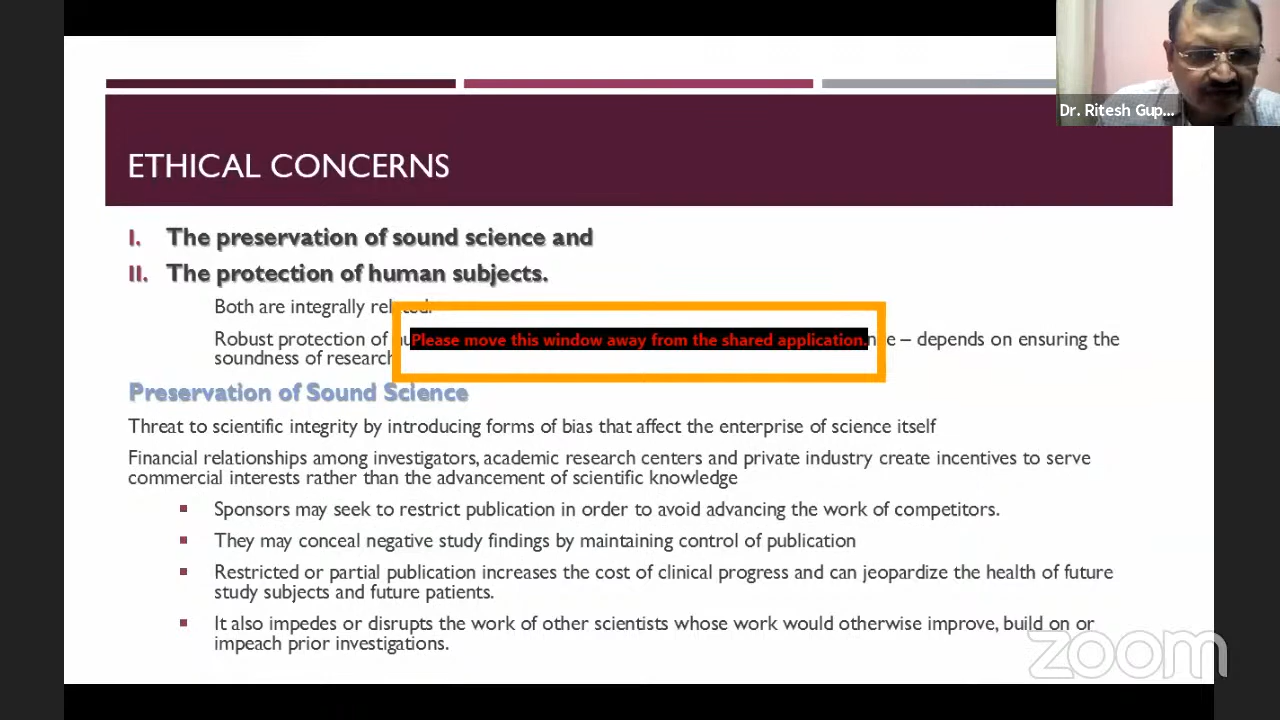 Dr. Ritesh Gup...
ETHICAL CONCERNS
I. The preservation of sound science and
II. The protection of human subjects.
Both are integrally related.
Robust protection of
Please move this window away from the shared application.
– depends on ensuring the
soundness of research
Preservation of Sound Science
Threat to scientific integrity by introducing forms of bias that affect the enterprise of science itself
Financial relationships among investigators, academic research centers and private industry create incentives to serve
commercial interests rather than the advancement of scientific knowledge
▪ Sponsors may seek to restrict publication in order to avoid advancing the work of competitors.
▪ They may conceal negative study findings by maintaining control of publication
▪ Restricted or partial publication increases the cost of clinical progress and can jeopardize the health of future
study subjects and future patients.
▪ It also impedes or disrupts the work of other scientists whose work would otherwise improve, build on or
impeach prior investigations.
zoom